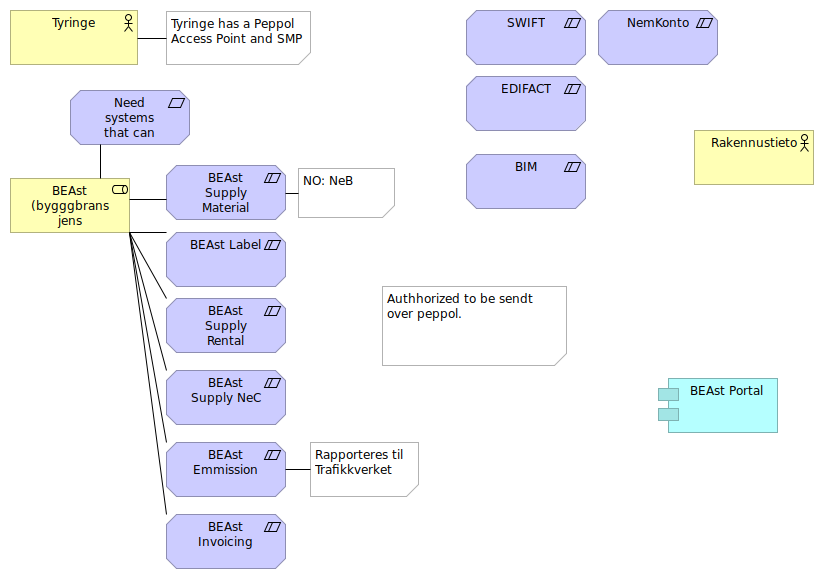 Tyringe
Tyringe has a Peppol
Access Point and SMP
SWIFT
NemKonto
EDIFACT
Need
systems
that can
Rakennustieto
BIM
BEAst
Supply
Material
NO: NeB
BEAst
(bygggbrans
jens
BEAst Label
Authhorized to be sendt
over peppol.
BEAst
Supply
Rental
BEAst
Supply NeC
BEAst Portal
BEAst
Emmission
Rapporteres til
Trafikkverket
BEAst
Invoicing